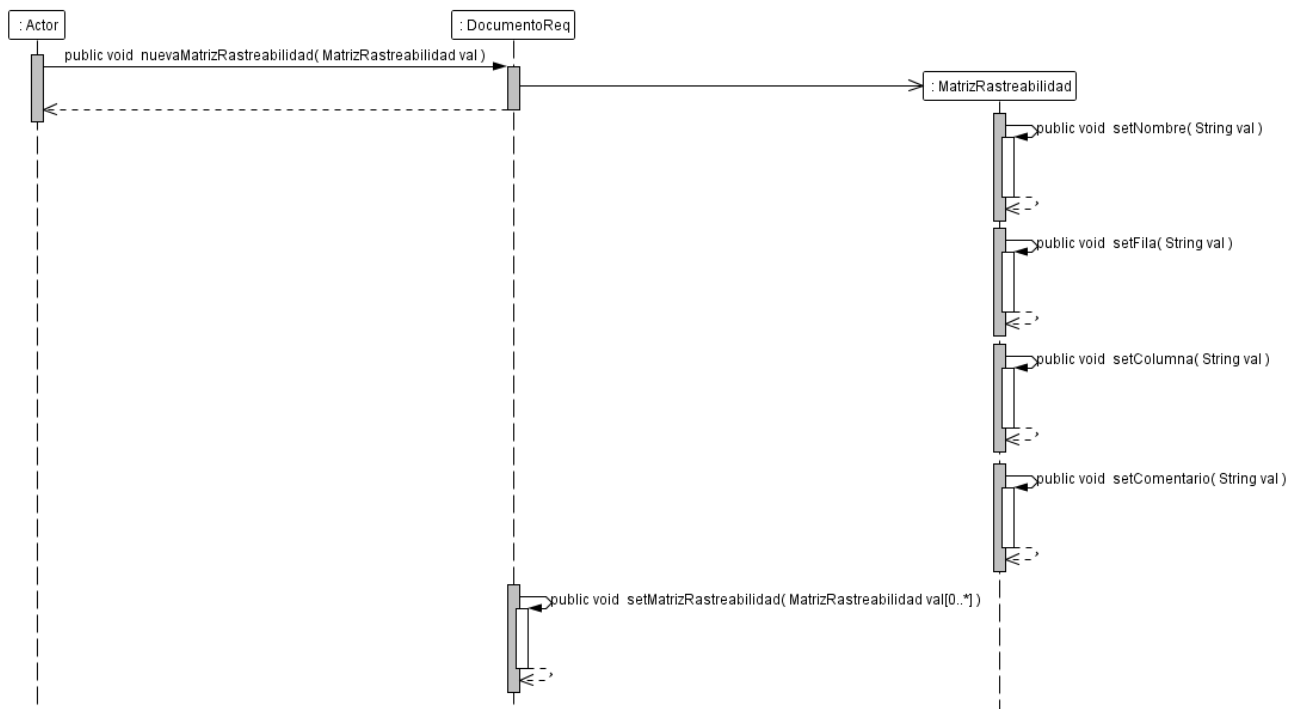 : Actor
: DocumentoReq
public void nuevaMatrizRastreabilidad( MatrizRastreabilidad val )
: MatrizRastreabilidad
public void setNombre( String val )
public void setFila( String val )
public void setColumna( String val )
public void setComentario( String val )
public void setMatrizRastreabilidad( MatrizRastreabilidad val[0..*] )